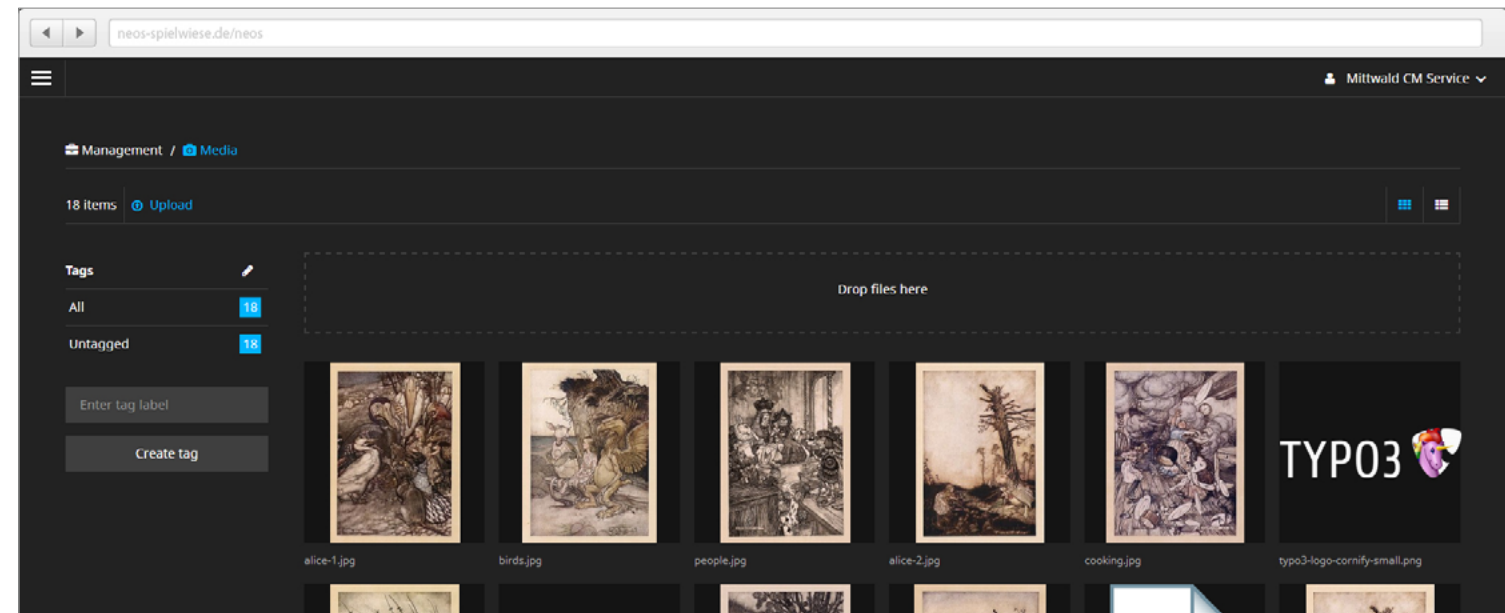 neos-spielwiese.de/neos
Mittwald CM Service
Management / Media
18 items Upload
Tags
All 18
Untagged 18
Enter tag label
Create tag
Drop files here
TYPO3
alice-1.jpg birds.jpg people.jpg alice-2.jpg cooking.jpg typo3-logo-cornify-small.png